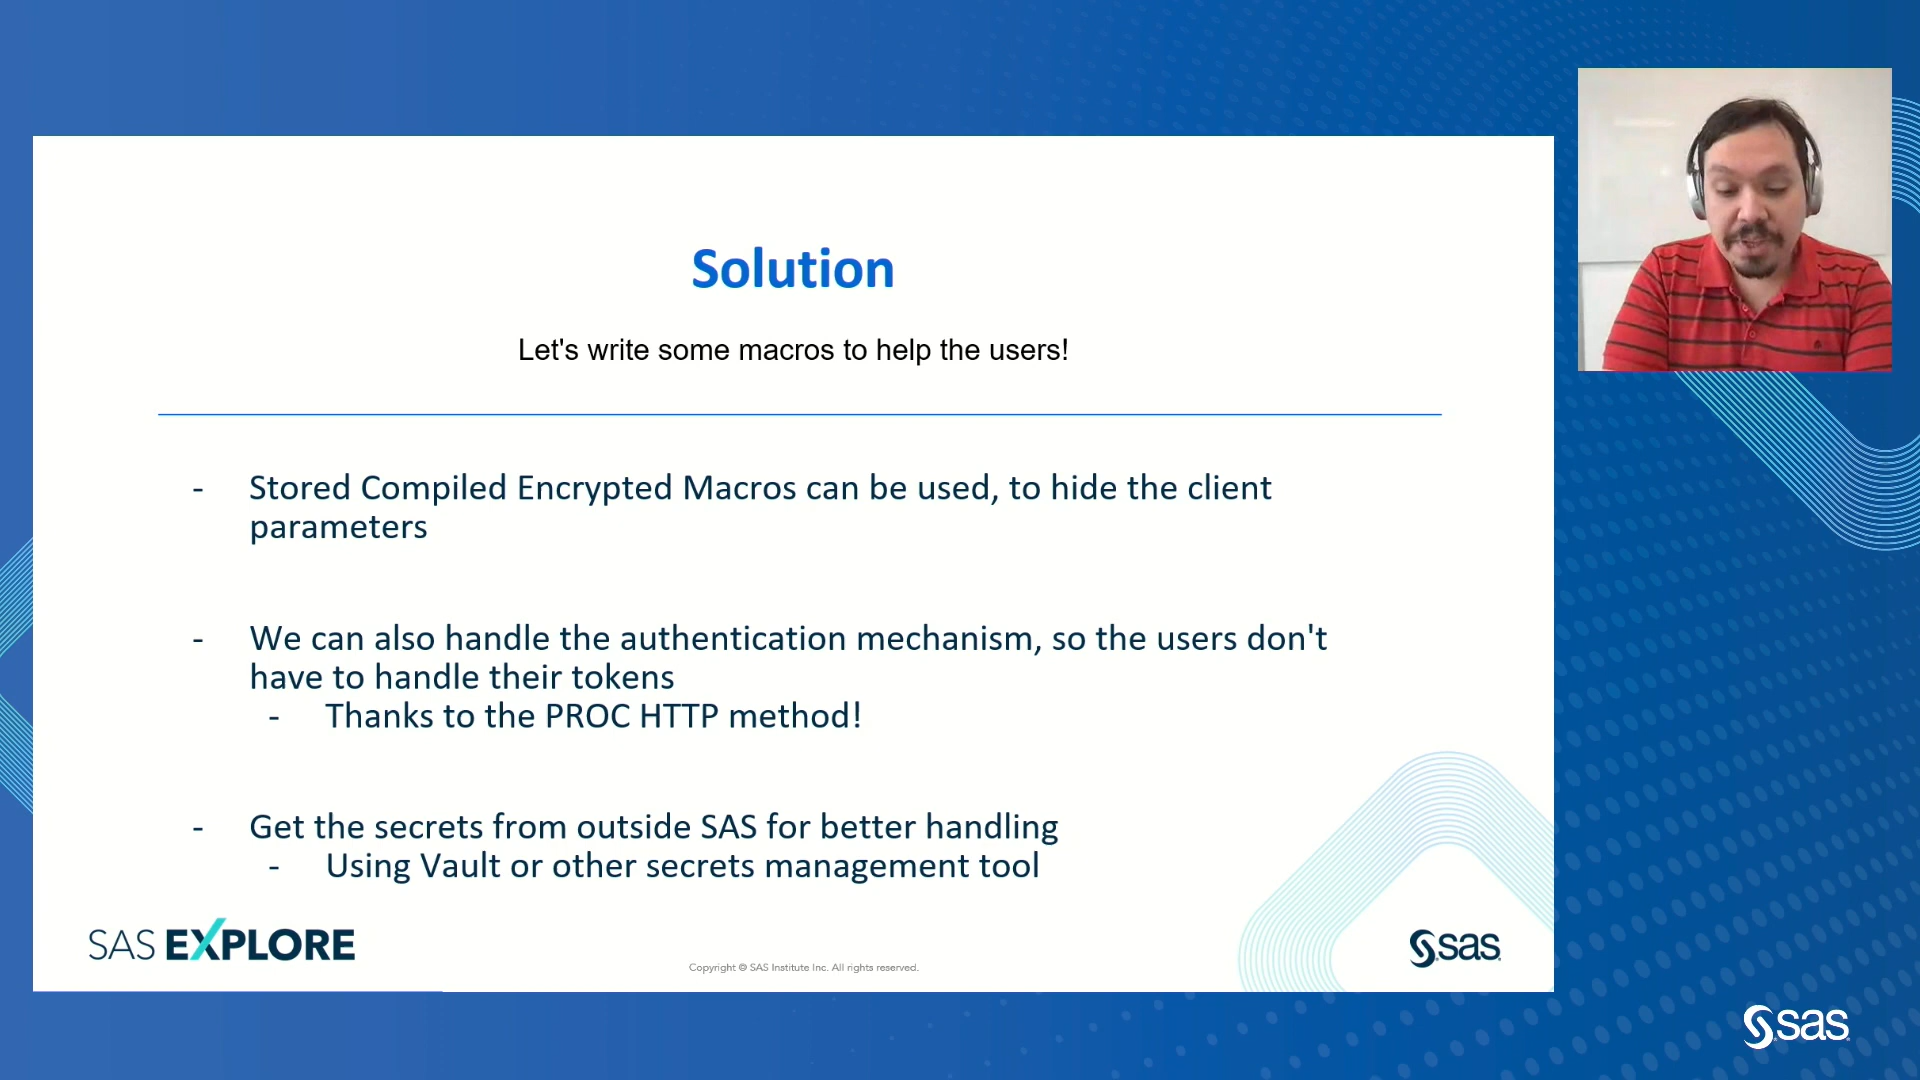 Solution
Let's write some macros to help the users!
- Stored Compiled Encrypted Macros can be used, to hide the client
parameters
- We can also handle the authentication mechanism, so the users don't
have to handle their tokens
- Thanks to the PROC HTTP method!
- Get the secrets from outside SAS for better handling
- Using Vault or other secrets management tool
SAS EXPLORE
Copyright © SAS Institute Inc. All rights reserved.
sas
sas